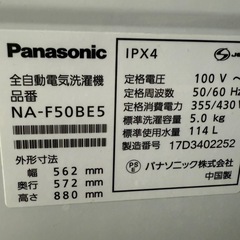 Panasonic
全自動電気洗濯機
品番
NA-F50BE5
外形寸法
幅 562 mm
奥行 572 mm
高さ 880 mm
IPX4
定格電圧 100 V
定格周波数 50/60 H
定格消費電力 355/430
標準洗濯容量 5.0 kg
標準使用水量 114 L
製造番号 17D3402252
PS
E
パナソニック株式会社
中国製